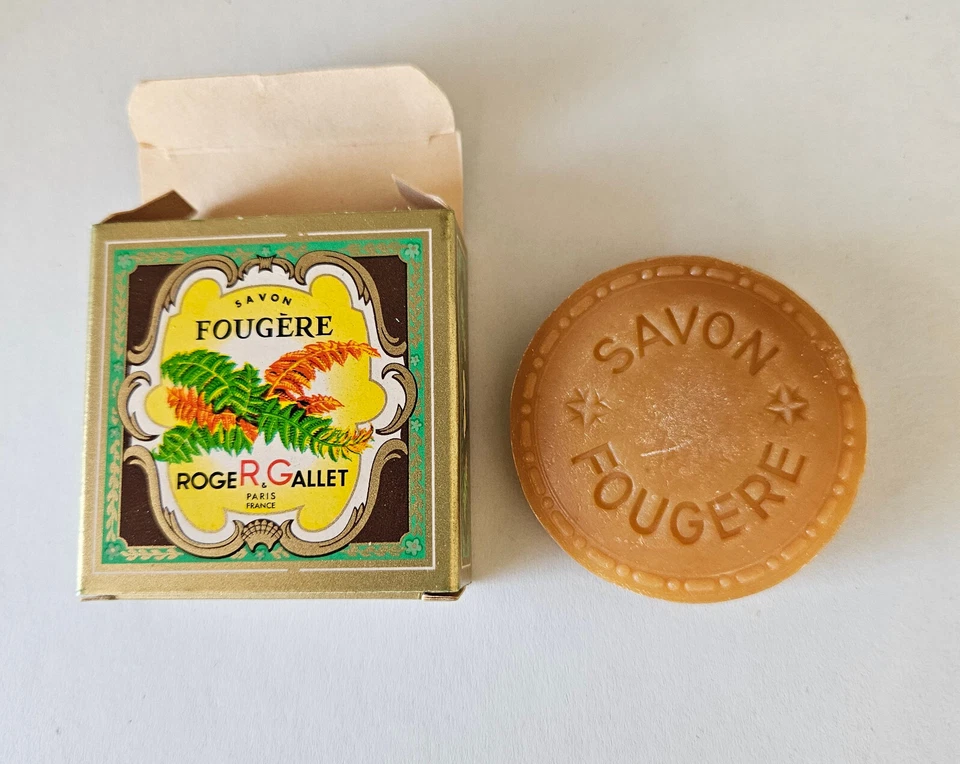 SAVON
FOUGÈRE
ROGER & GALLET
PARIS
FRANCE
SAVON
FOUGERE